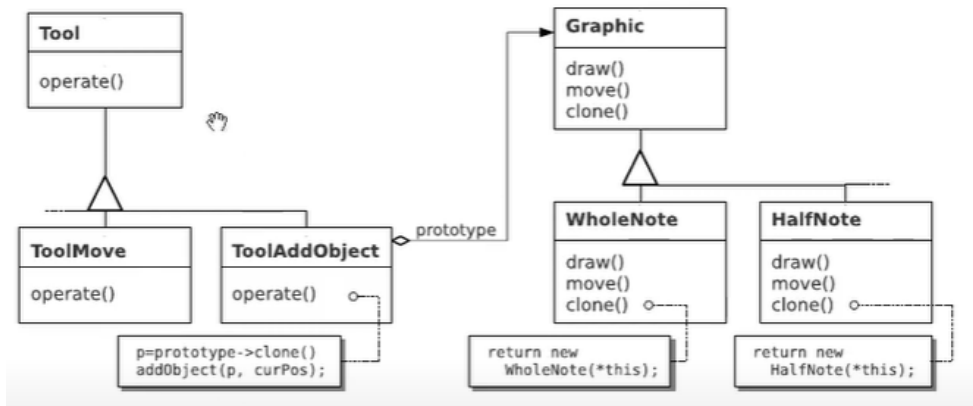 Tool
operate()
Graphic
draw()
move()
clone()
prototype
ToolMove
operate()
ToolAddObject
operate()
WholeNote
draw()
move()
clone()
HalfNote
draw()
move()
clone()
p=prototype->clone()
addObject(p, curPos);
return new
WholeNote(*this);
return new
HalfNote(*this);